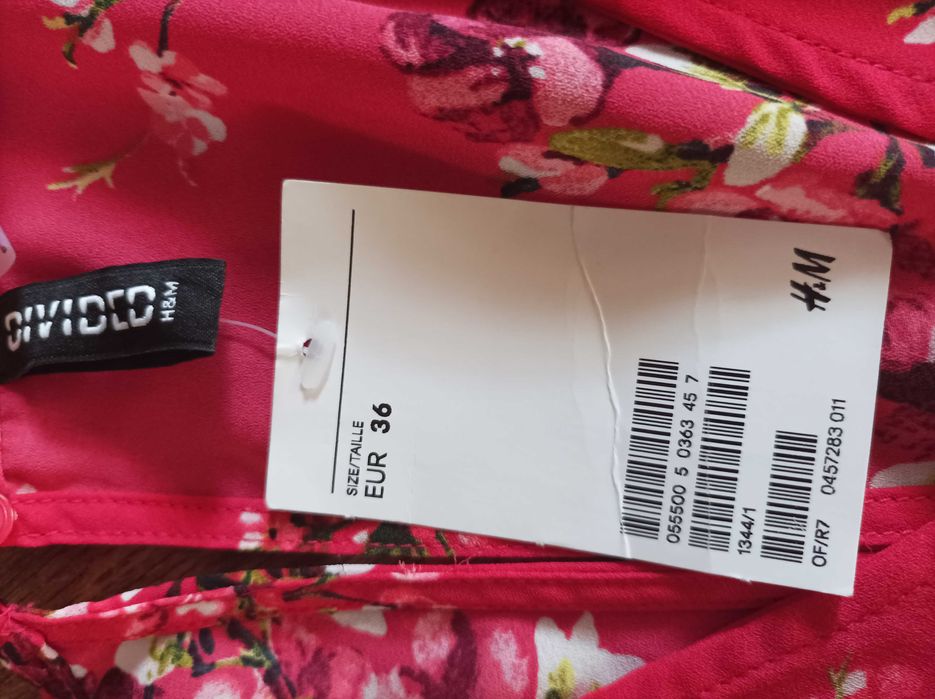 DIVIDED
H&M
SIZE/TAILLE
EUR 36
H&M
055500 5 0363 45 7
1344/1
OF/R7 0457283 011